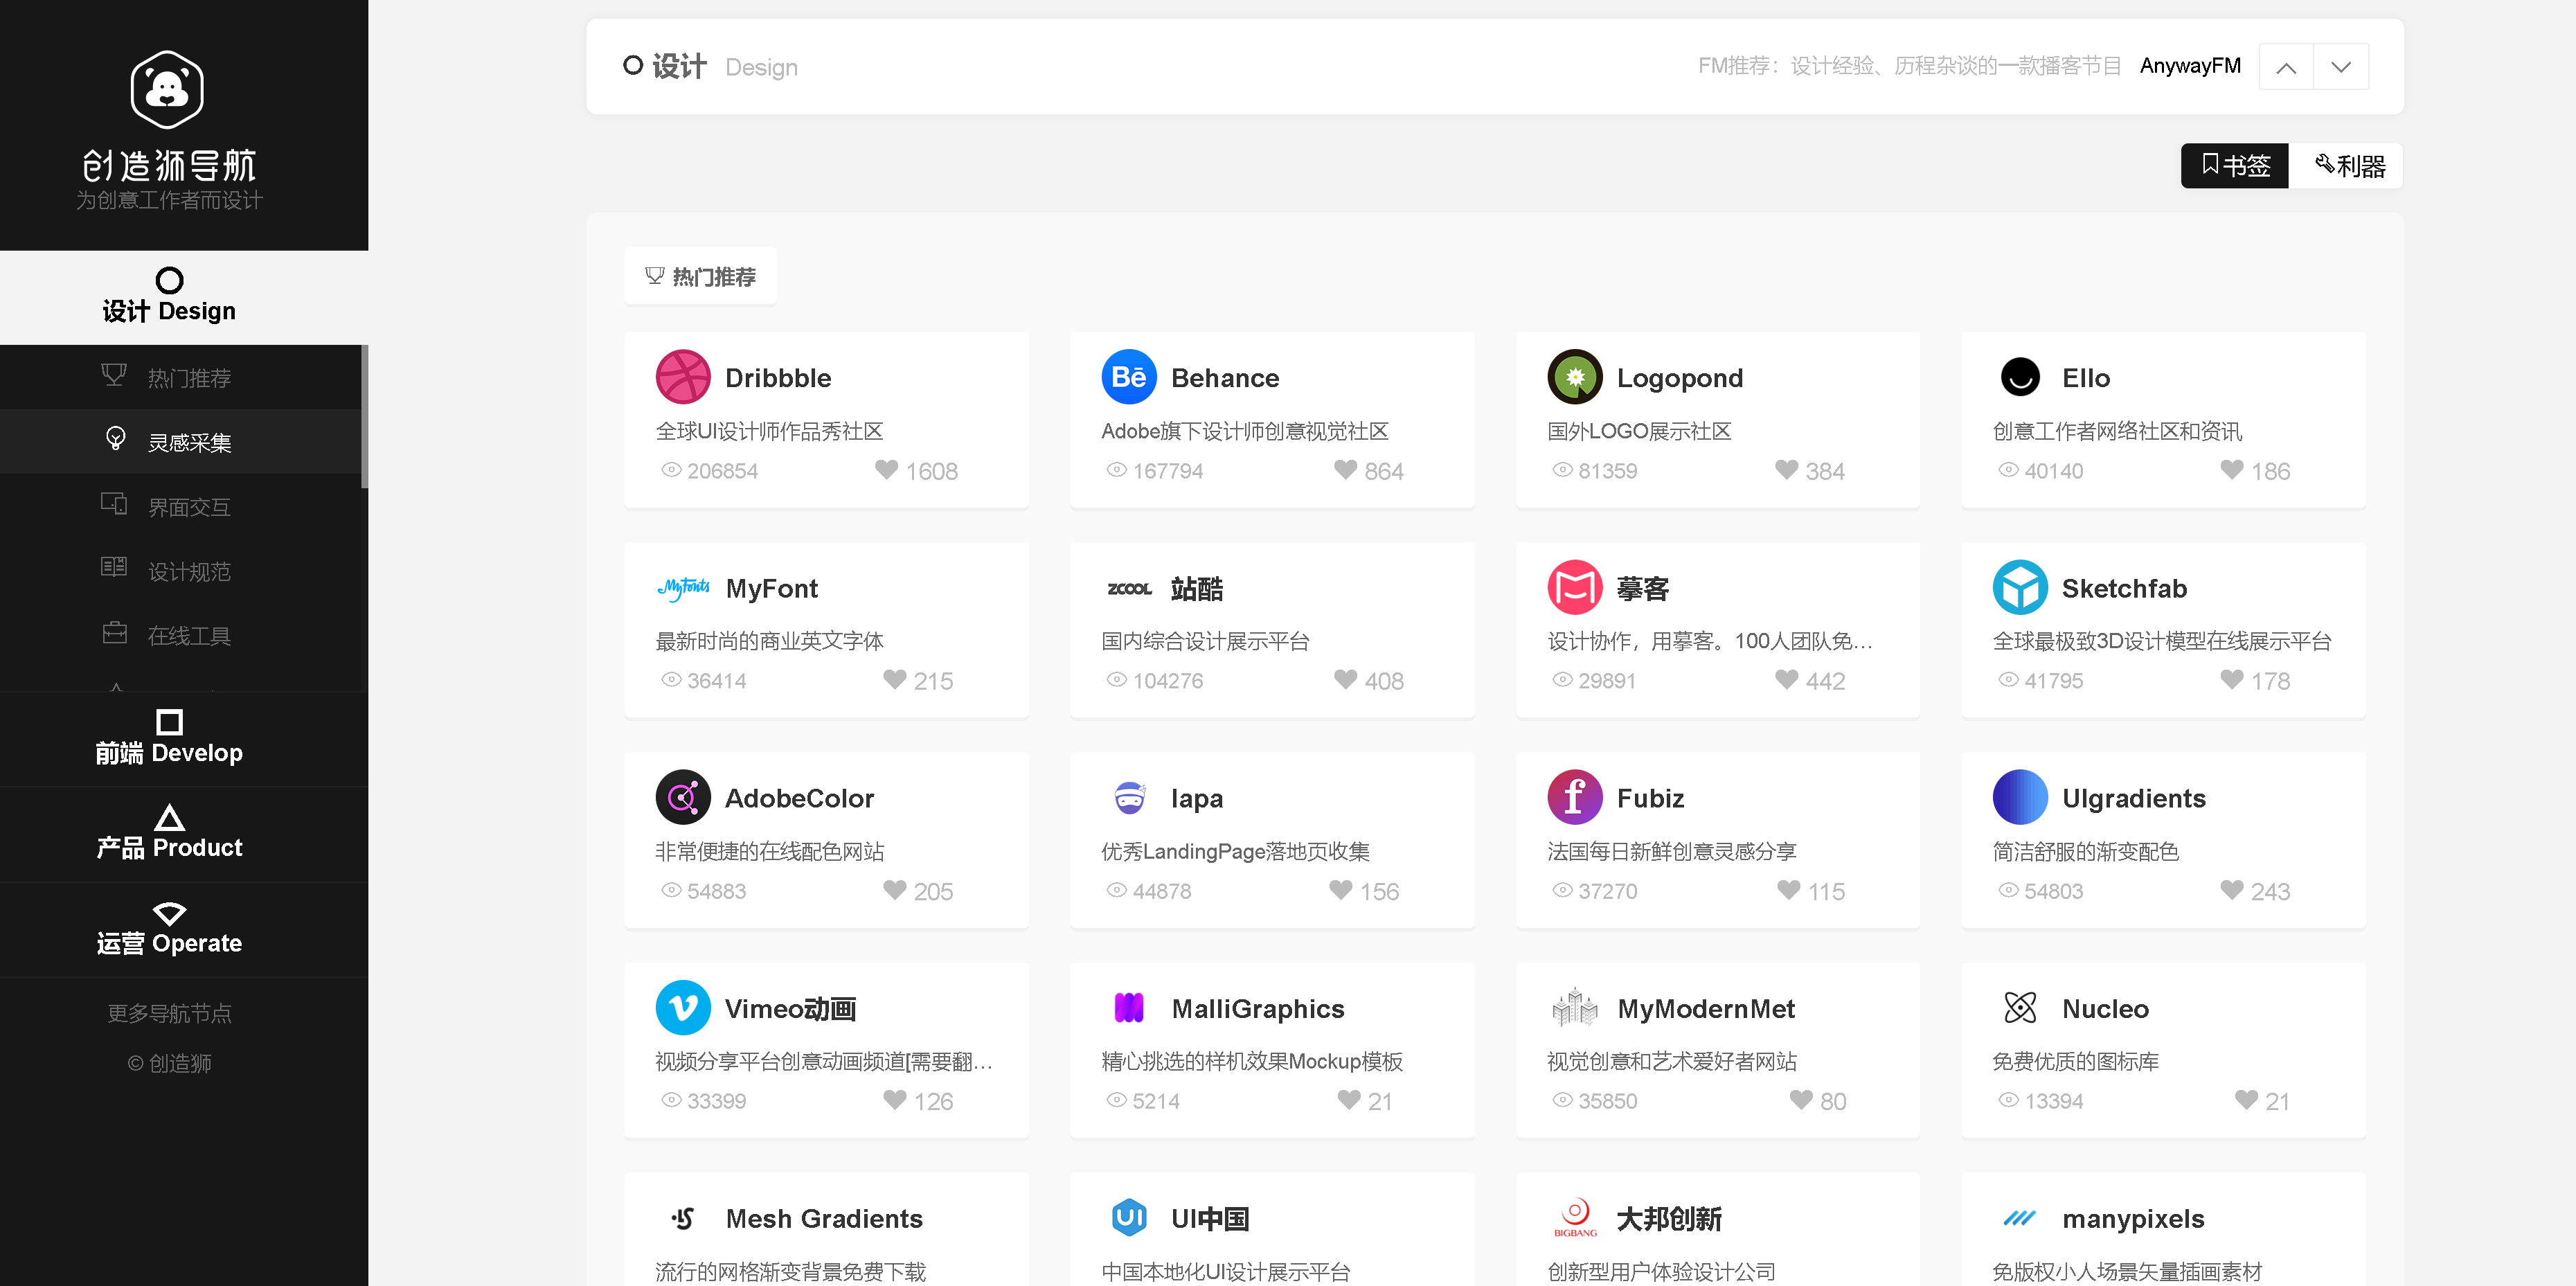 创造狮导航
为创意工作者而设计
设计 Design
热门推荐
灵感采集
界面交互
设计规范
在线工具
前端 Develop
产品 Product
运营 Operate
更多导航节点
© 创造狮
设计 Design
FM推荐：设计经验、历程杂谈的一款播客节目 AnywayFM
书签 利器
热门推荐
Dribbble
全球UI设计师作品秀社区
206854 1608
Bē Behance
Adobe旗下设计师创意视觉社区
167794 864
Logopond
国外LOGO展示社区
81359 384
Ello
创意工作者网络社区和资讯
40140 186
MyFonts MyFont
最新时尚的商业英文字体
36414 215
ZCOOL 站酷
国内综合设计展示平台
104276 408
摹客
设计协作，用摹客。100人团队免…
29891 442
Sketchfab
全球最极致3D设计模型在线展示平台
41795 178
AdobeColor
非常便捷的在线配色网站
54883 205
lapa
优秀LandingPage落地页收集
44878 156
f Fubiz
法国每日新鲜创意灵感分享
37270 115
UIgradients
简洁舒服的渐变配色
54803 243
Vimeo动画
视频分享平台创意动画频道[需要翻…
33399 126
MalliGraphics
精心挑选的样机效果Mockup模板
5214 21
MyModernMet
视觉创意和艺术爱好者网站
35850 80
Nucleo
免费优质的图标库
13394 21
Mesh Gradients
流行的网格渐变背景免费下载
UI UI中国
中国本地化UI设计展示平台
BIGBANG 大邦创新
创新型用户体验设计公司
manypixels
免版权小人场景矢量插画素材